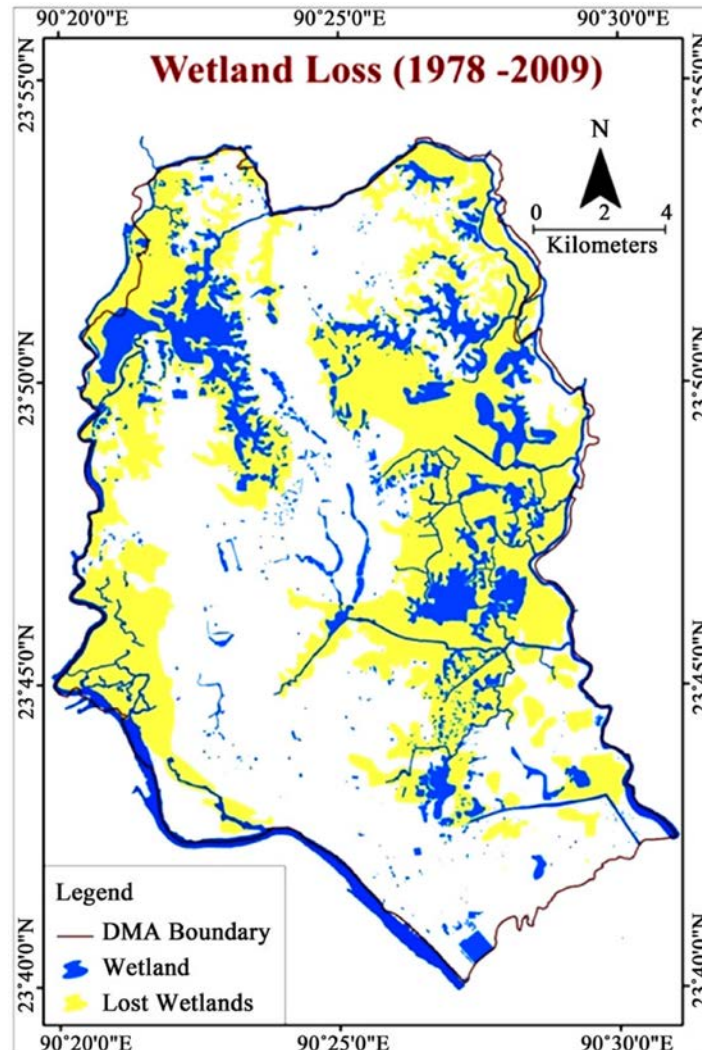 90°20'0"E 90°25'0"E 90°30'0"E
Wetland Loss (1978 -2009)
23°55'0"N 23°55'0"N
N
0 2 4
Kilometers
23°50'0"N 23°50'0"N
23°45'0"N 23°45'0"N
Legend
DMA Boundary
Wetland
Lost Wetlands
23°40'0"N 23°40'0"N
90°20'0"E 90°25'0"E 90°30'0"E